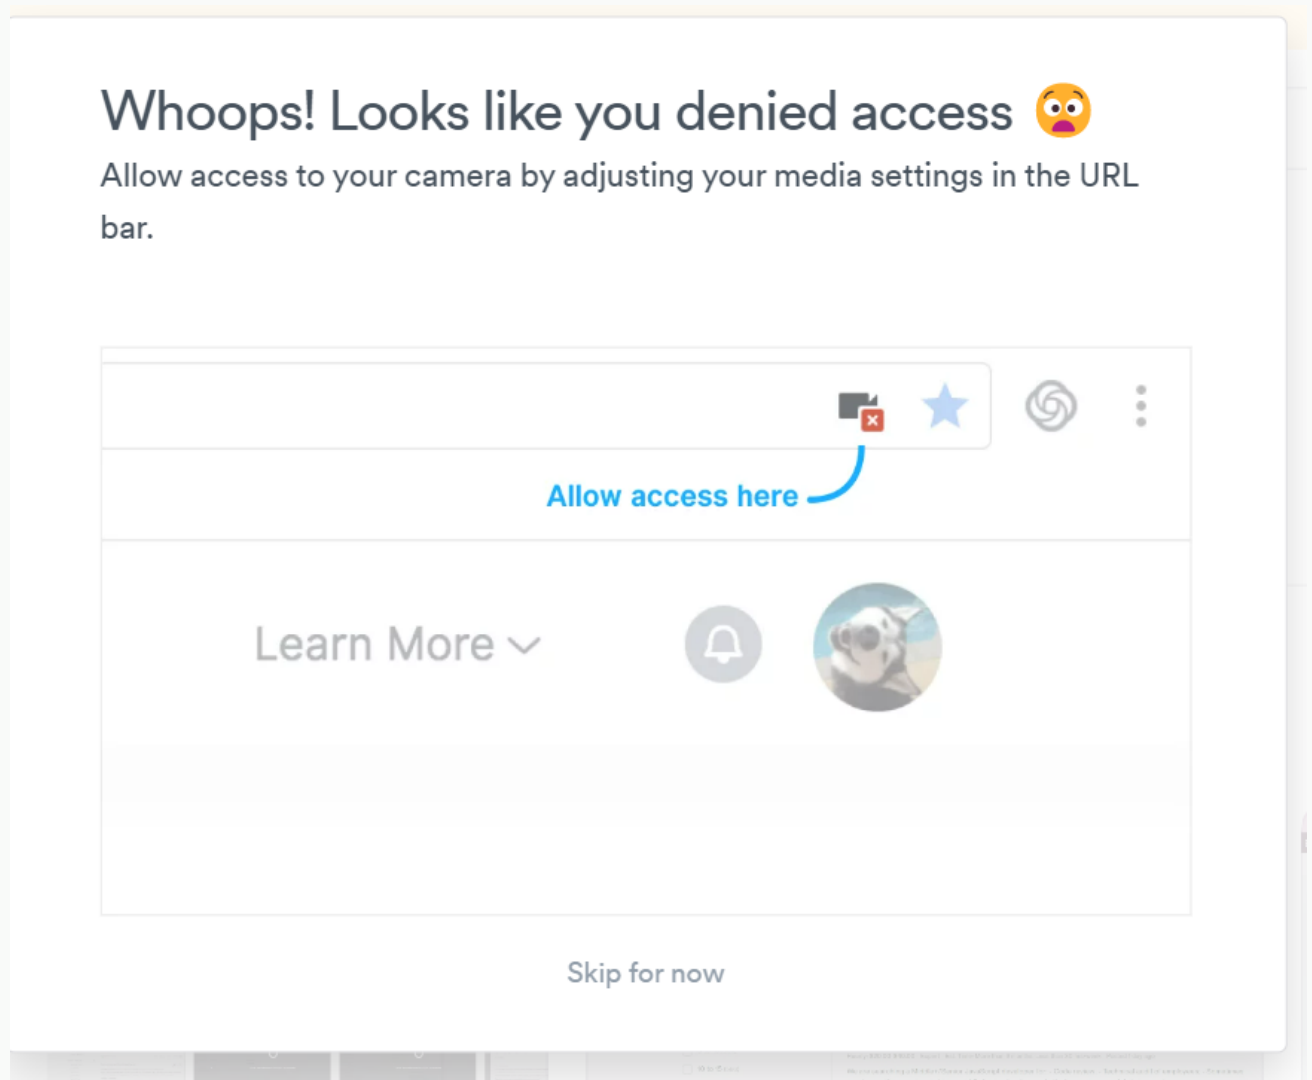 Whoops! Looks like you denied access 😧
Allow access to your camera by adjusting your media settings in the URL
bar.
Allow access here
Learn More
Skip for now